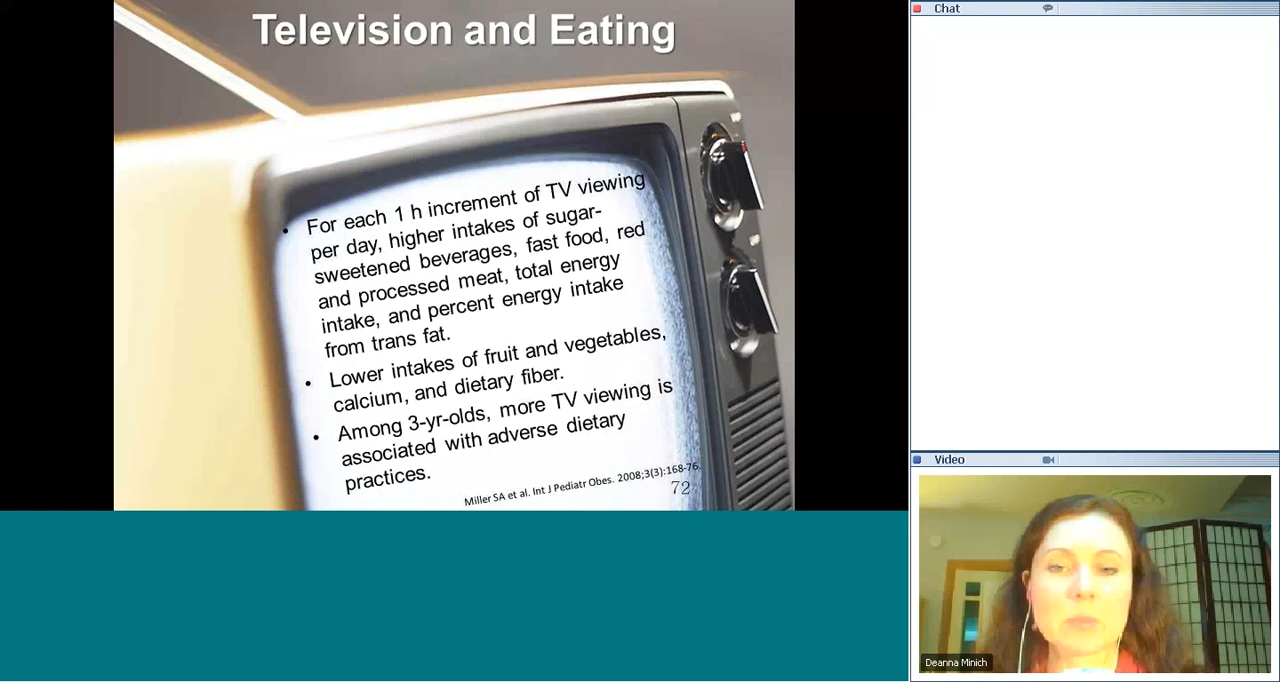 Television and Eating
• For each 1 h increment of TV viewing
per day, higher intakes of sugar-
sweetened beverages, fast food, red
and processed meat, total energy
intake, and percent energy intake
from trans fat.
• Lower intakes of fruit and vegetables,
calcium, and dietary fiber.
• Among 3-yr-olds, more TV viewing is
associated with adverse dietary
practices.
Miller SA et al. Int J Pediatr Obes. 2008;3(3):168-76.
72
Chat
Video
Deanna Minich